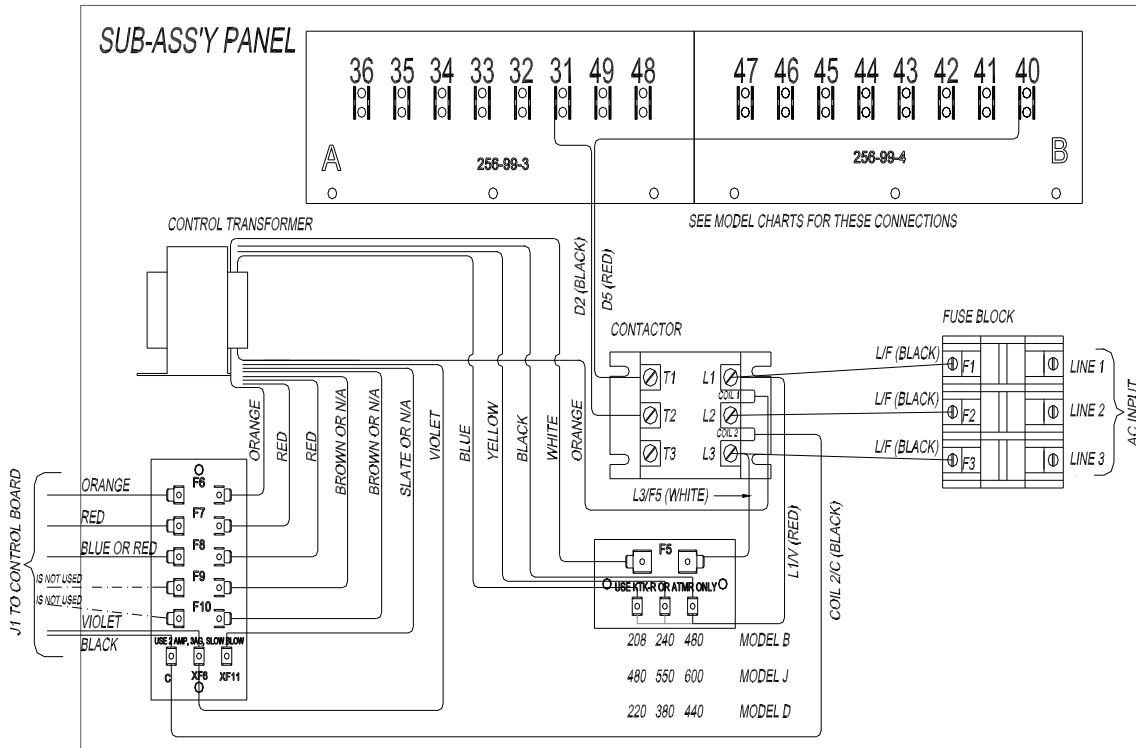 SUB-ASS'Y PANEL
36 35 34 33 32 31 49 48
47 46 45 44 43 42 41 40
A
256-99-3
256-99-4
B
CONTROL TRANSFORMER
SEE MODEL CHARTS FOR THESE CONNECTIONS
D2 (BLACK)
D5 (RED)
CONTACTOR
FUSE BLOCK
T1
L1
COIL 1
T2
L2
COIL 2
T3
L3
L/F (BLACK)
L/F (BLACK)
L/F (BLACK)
F1
F2
F3
LINE 1
LINE 2
LINE 3
AC INPUT
ORANGE
RED
RED
BROWN OR N/A
BROWN OR N/A
SLATE OR N/A
VIOLET
BLUE
YELLOW
BLACK
WHITE
ORANGE
L3/F5 (WHITE)
L1/V (RED)
COIL 2/C (BLACK)
J1 TO CONTROL BOARD
ORANGE
RED
BLUE OR RED
IS NOT USED
IS NOT USED
VIOLET
BLACK
F6
F7
F8
F9
F10
USE 2 AMP, 3AG, SLOW BLOW
C
XF6
XF11
F5
USE KTK-R OR ATMR ONLY
208 240 480 MODEL B
480 550 600 MODEL J
220 380 440 MODEL D